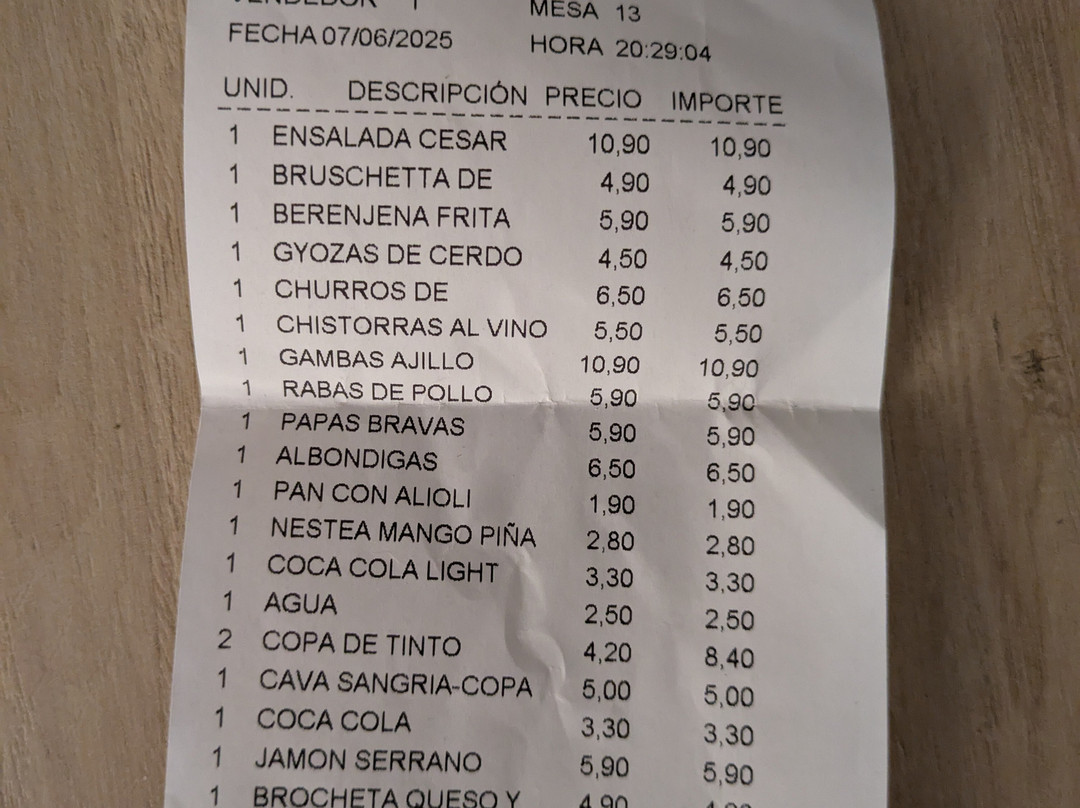 VENDEDOR 1 MESA 13
FECHA 07/06/2025 HORA 20:29:04
UNID. DESCRIPCIÓN PRECIO IMPORTE
1 ENSALADA CESAR 10,90 10,90
1 BRUSCHETTA DE 4,90 4,90
1 BERENJENA FRITA 5,90 5,90
1 GYOZAS DE CERDO 4,50 4,50
1 CHURROS DE 6,50 6,50
1 CHISTORRAS AL VINO 5,50 5,50
1 GAMBAS AJILLO 10,90 10,90
1 RABAS DE POLLO 5,90 5,90
1 PAPAS BRAVAS 5,90 5,90
1 ALBONDIGAS 6,50 6,50
1 PAN CON ALIOLI 1,90 1,90
1 NESTEA MANGO PIÑA 2,80 2,80
1 COCA COLA LIGHT 3,30 3,30
1 AGUA 2,50 2,50
2 COPA DE TINTO 4,20 8,40
1 CAVA SANGRIA-COPA 5,00 5,00
1 COCA COLA 3,30 3,30
1 JAMON SERRANO 5,90 5,90
1 BROCHETA QUESO Y 4,90